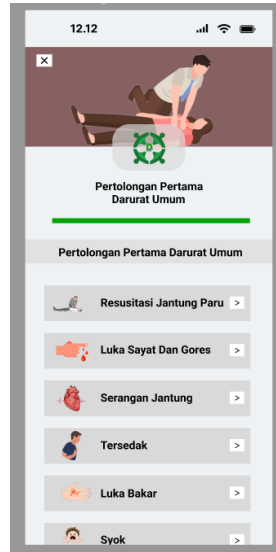 12.12
X
Pertolongan Pertama
Darurat Umum
Pertolongan Pertama Darurat Umum
Resusitasi Jantung Paru >
Luka Sayat Dan Gores >
Serangan Jantung >
Tersedak >
Luka Bakar >
Syok >